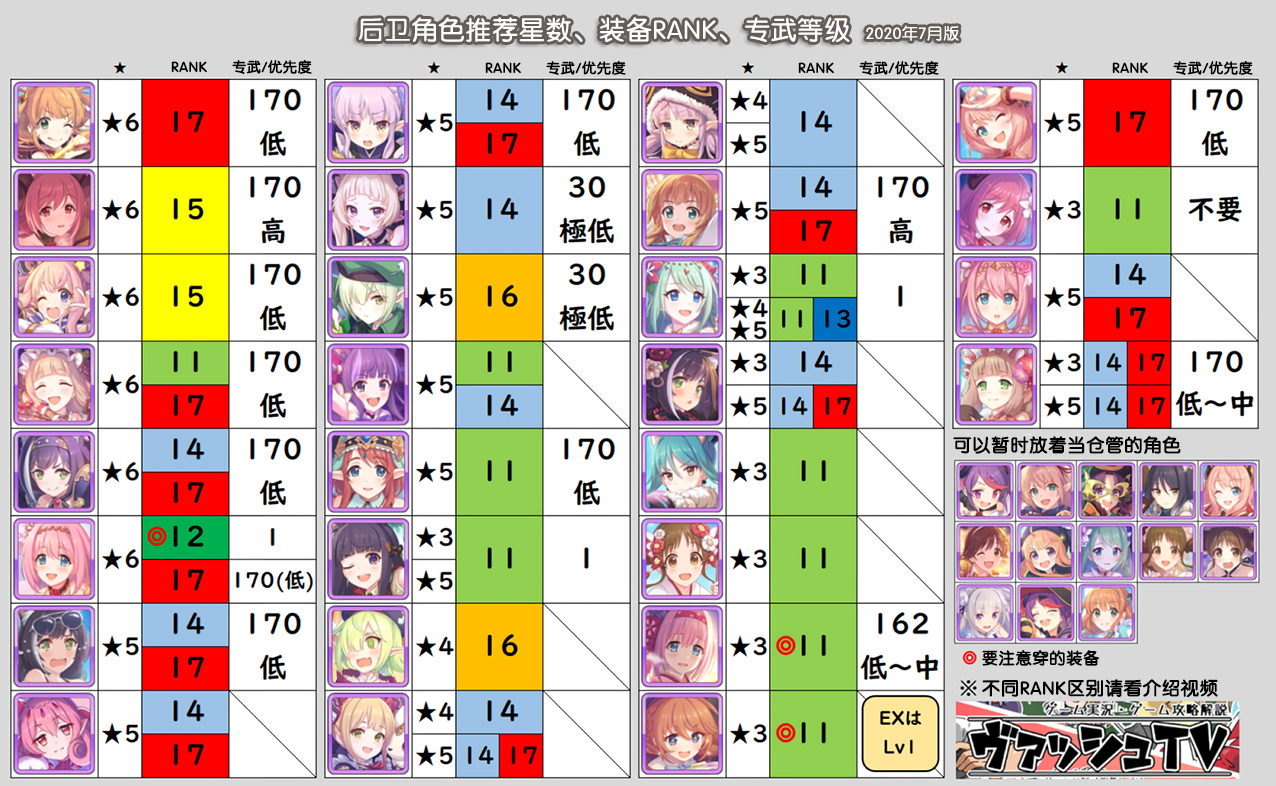 后卫角色推荐星数、装备RANK、专武等级 2020年7月版
★ RANK 专武/优先度
★6 17 170
低
★6 15 170
高
★6 15 170
低
★6 11 170
17 低
★6 14 170
17 低
★6 ◎12 1
17 170(低)
★5 14 170
17 低
★5 14
17
★ RANK 专武/优先度
★5 14 170
17 低
★5 14 30
極低
★5 16 30
極低
★5 11
14
★5 11 170
低
★3 11 1
★5
★4 16
★4 14
★5 14 17
★ RANK 专武/优先度
★4 14
★5
★5 14 170
17 高
★3 11 1
★4 11 13
★5
★3 14
★5 14 17
★3 11
★3 11
★3 ◎11 162
低～中
★3 ◎11 EXは
Lv1
★ RANK 专武/优先度
★5 17 170
低
★3 11 不要
★5 14
17
★3 14 17 170
★5 14 17 低～中
可以暂时放着当仓管的角色
◎ 要注意穿的装备
※ 不同RANK区别请看介绍视频
ゲーム実況・ゲーム攻略解説
ヴァッシュTV